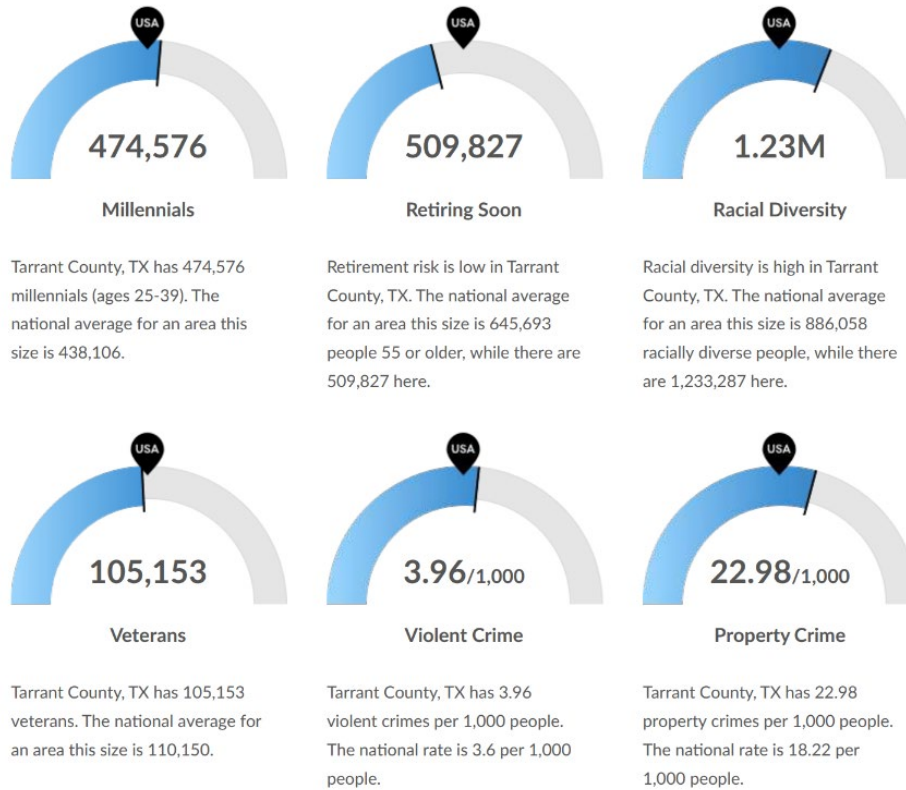 USA
USA
USA
474,576
509,827
1.23M
Millennials
Retiring Soon
Racial Diversity
Tarrant County, TX has 474,576
millennials (ages 25-39). The
national average for an area this
size is 438,106.
Retirement risk is low in Tarrant
County, TX. The national average
for an area this size is 645,693
people 55 or older, while there are
509,827 here.
Racial diversity is high in Tarrant
County, TX. The national average
for an area this size is 886,058
racially diverse people, while there
are 1,233,287 here.
USA
USA
USA
105,153
3.96/1,000
22.98/1,000
Veterans
Violent Crime
Property Crime
Tarrant County, TX has 105,153
veterans. The national average for
an area this size is 110,150.
Tarrant County, TX has 3.96
violent crimes per 1,000 people.
The national rate is 3.6 per 1,000
people.
Tarrant County, TX has 22.98
property crimes per 1,000 people.
The national rate is 18.22 per
1,000 people.